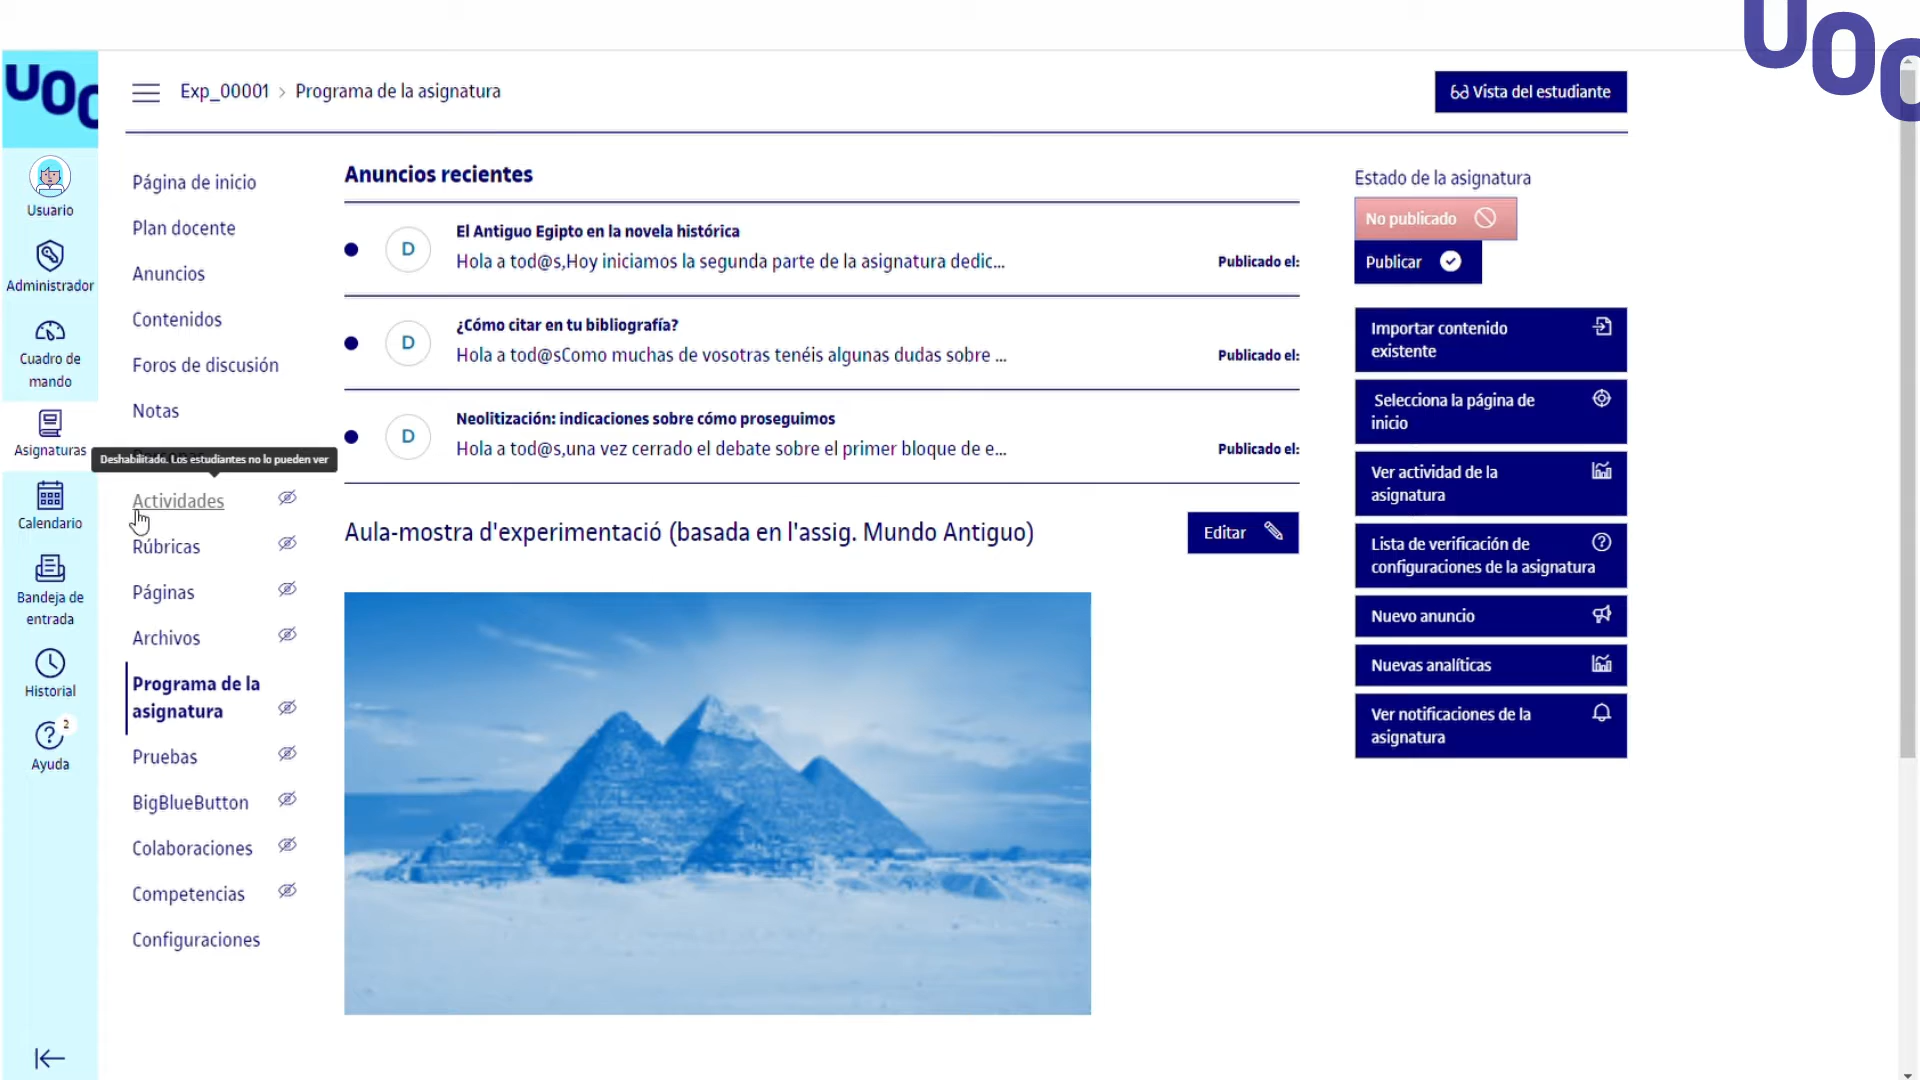 UOC
UOC
Exp_00001 > Programa de la asignatura
Vista del estudiante
Usuario
Administrador
Cuadro de
mando
Asignaturas
Calendario
Bandeja de
entrada
Historial
2
Ayuda
Página de inicio
Plan docente
Anuncios
Contenidos
Foros de discusión
Notas
Deshabilitado. Los estudiantes no lo pueden ver
Actividades
Rúbricas
Páginas
Archivos
Programa de la
asignatura
Pruebas
BigBlueButton
Colaboraciones
Competencias
Configuraciones
Anuncios recientes
D
El Antiguo Egipto en la novela histórica
Hola a tod@s,Hoy iniciamos la segunda parte de la asignatura dedic...
Publicado el:
D
¿Cómo citar en tu bibliografía?
Hola a tod@sComo muchas de vosotras tenéis algunas dudas sobre ...
Publicado el:
D
Neolitización: indicaciones sobre cómo proseguimos
Hola a tod@s,una vez cerrado el debate sobre el primer bloque de e...
Publicado el:
Aula-mostra d'experimentació (basada en l'assig. Mundo Antiguo)
Editar
Estado de la asignatura
No publicado
Publicar
Importar contenido
existente
Selecciona la página de
inicio
Ver actividad de la
asignatura
Lista de verificación de
configuraciones de la asignatura
Nuevo anuncio
Nuevas analíticas
Ver notificaciones de la
asignatura